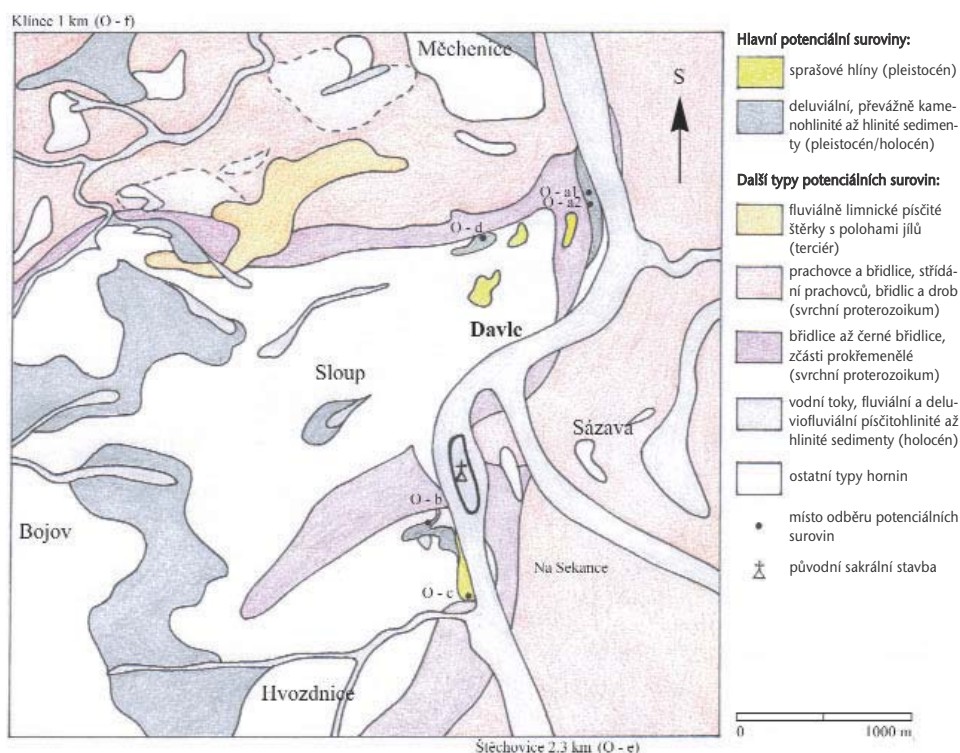 Klínec 1 km (O - f)
Měchenice
S
O - a1
O - a2
O - d
Davle
Sloup
Sázava
O - b
Bojov
Na Sekance
O - c
Hvozdnice
Štěchovice 2.3 km (O - e)
Hlavní potenciální suroviny:
sprašové hlíny (pleistocén)
deluviální, převážně kame-
nohlinité až hlinité sedimen-
ty (pleistocén/holocén)
Další typy potenciálních surovin:
fluviálně limnické písčité
štěrky s polohami jílů
(terciér)
prachovce a břidlice, střídá-
ní prachovců, břidlic a drob
(svrchní proterozoikum)
břidlice až černé břidlice,
zčásti prokřemenělé
(svrchní proterozoikum)
vodní toky, fluviální a delu-
viofluviální písčitohlinité až
hlinité sedimenty (holocén)
ostatní typy hornin
místo odběru potenciálních
surovin
původní sakrální stavba
0 1000 m